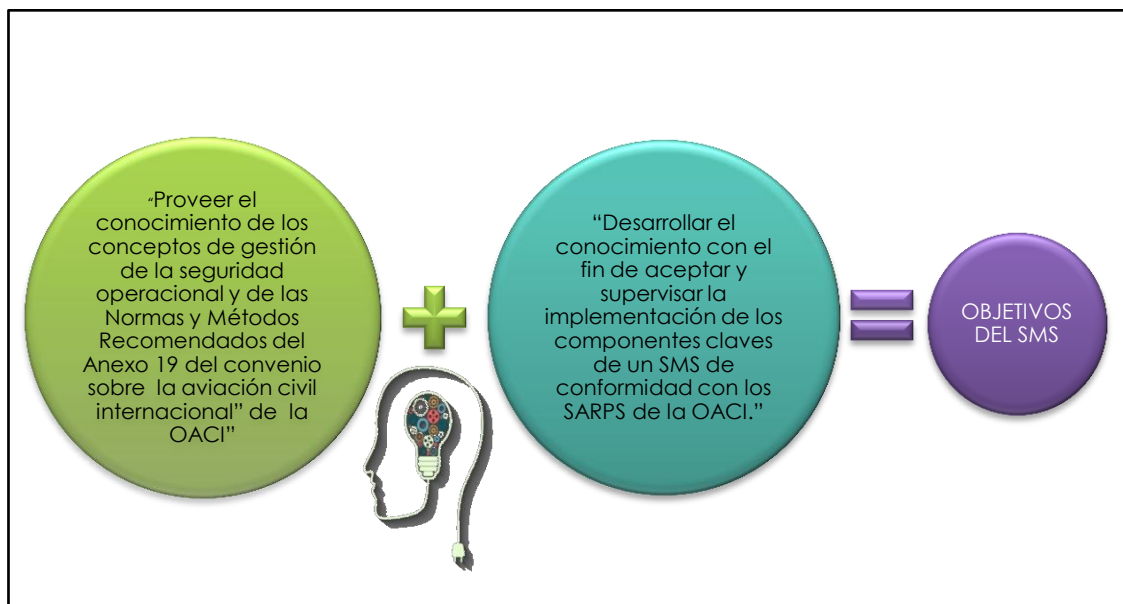 “Proveer el
conocimiento de los
conceptos de gestión
de la seguridad
operacional y de las
Normas y Métodos
Recomendados del
Anexo 19 del convenio
sobre la aviación civil
internacional” de la
OACI”
“Desarrollar el
conocimiento con el
fin de aceptar y
supervisar la
implementación de los
componentes claves
de un SMS de
conformidad con los
SARPS de la OACI.”
OBJETIVOS
DEL SMS